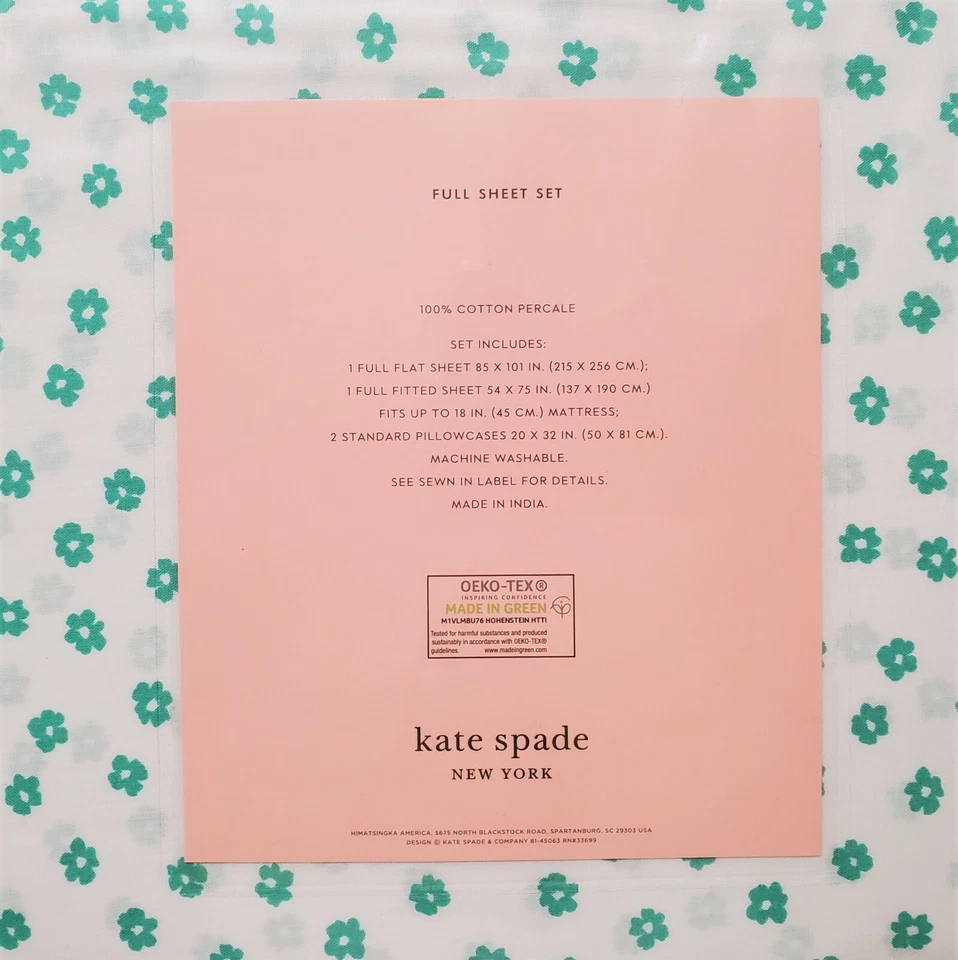 FULL SHEET SET
100% COTTON PERCALE
SET INCLUDES:
1 FULL FLAT SHEET 85 X 101 IN. (215 X 256 CM.);
1 FULL FITTED SHEET 54 X 75 IN. (137 X 190 CM.)
FITS UP TO 18 IN. (45 CM.) MATTRESS;
2 STANDARD PILLOWCASES 20 X 32 IN. (50 X 81 CM.).
MACHINE WASHABLE.
SEE SEWN IN LABEL FOR DETAILS.
MADE IN INDIA.
OEKO-TEX®
INSPIRING CONFIDENCE
MADE IN GREEN
M1VLM8U76 HOHENSTEIN HTTI
Tested for harmful substances and produced
sustainably in accordance with OEKO-TEX®
guidelines. www.madeingreen.com
kate spade
NEW YORK
HIMATSINGKA AMERICA, 5675 NORTH BLACKSTOCK ROAD, SPARTANBURG, SC 29303 USA
DESIGN © KATE SPADE & COMPANY 81-45063 RN#33699